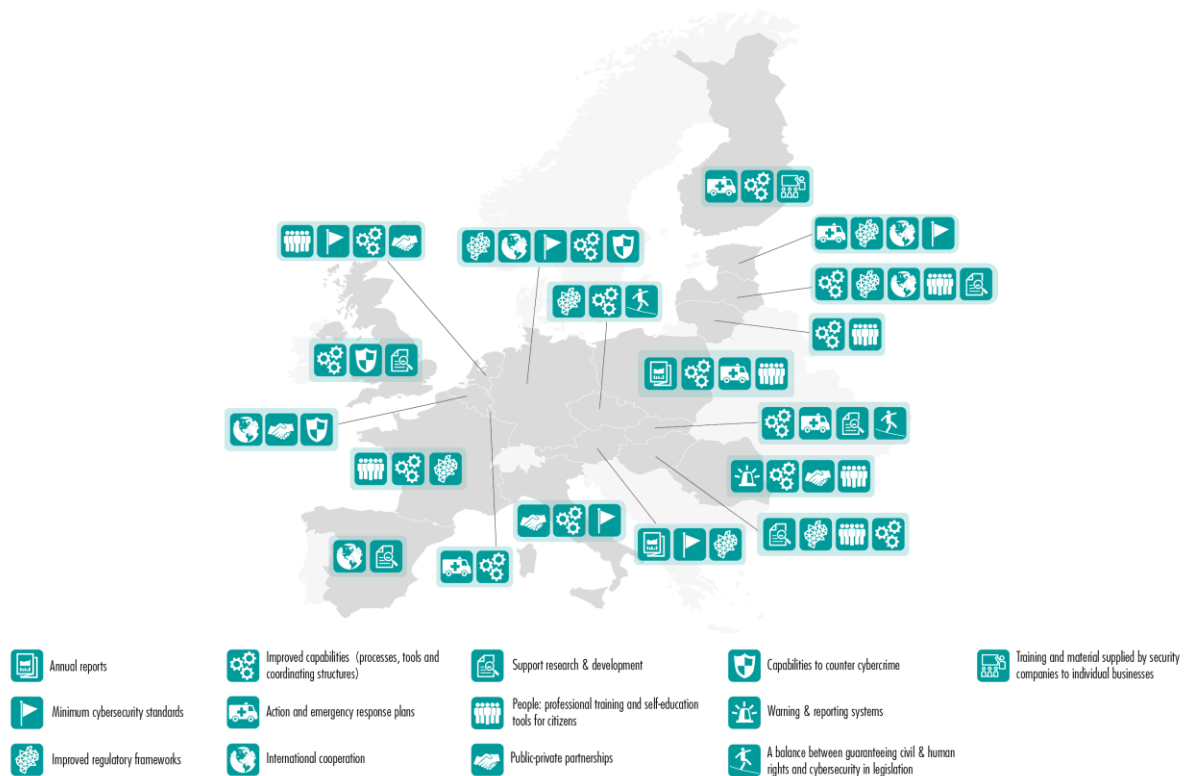 Annual reports
Minimum cybersecurity standards
Improved regulatory frameworks
Improved capabilities (processes, tools and
coordinating structures)
Action and emergency response plans
International cooperation
Support research & development
People: professional training and self-education
tools for citizens
Public-private partnerships
Capabilities to counter cybercrime
Warning & reporting systems
A balance between guaranteeing civil & human
rights and cybersecurity in legislation
Training and material supplied by security
companies to individual businesses